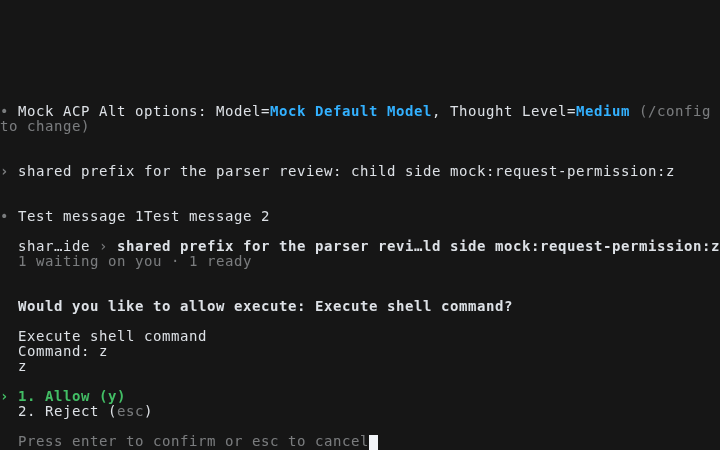 • Mock ACP Alt options: Model=Mock Default Model, Thought Level=Medium (/config
to change)
› shared prefix for the parser review: child side mock:request-permission:z
• Test message 1Test message 2
shar…ide › shared prefix for the parser revi…ld side mock:request-permission:z
1 waiting on you · 1 ready
Would you like to allow execute: Execute shell command?
Execute shell command
Command: z
z
› 1. Allow (y)
2. Reject (esc)
Press enter to confirm or esc to cancel